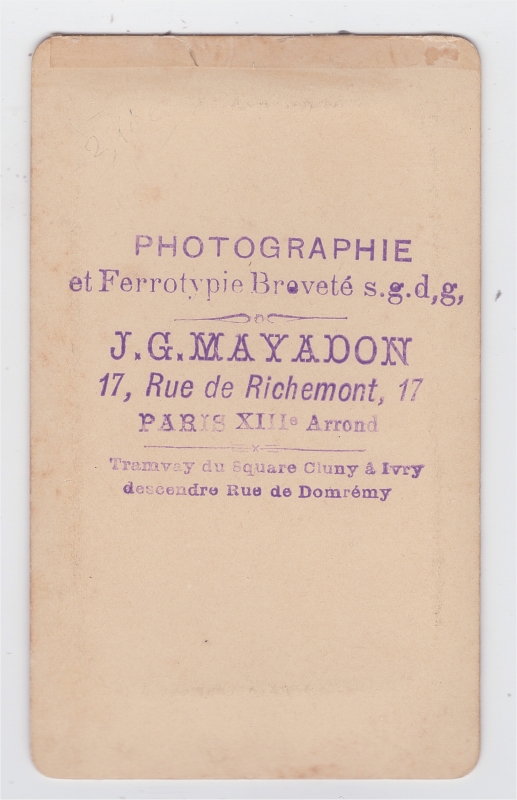 PHOTOGRAPHIE
et Ferrotypie Breveté s.g.d,g,
J.G. MAYADON
17, Rue de Richemont, 17
PARIS XIIIe Arrond
Tramvay du Square Cluny â Ivry
descendre Rue de Domrémy